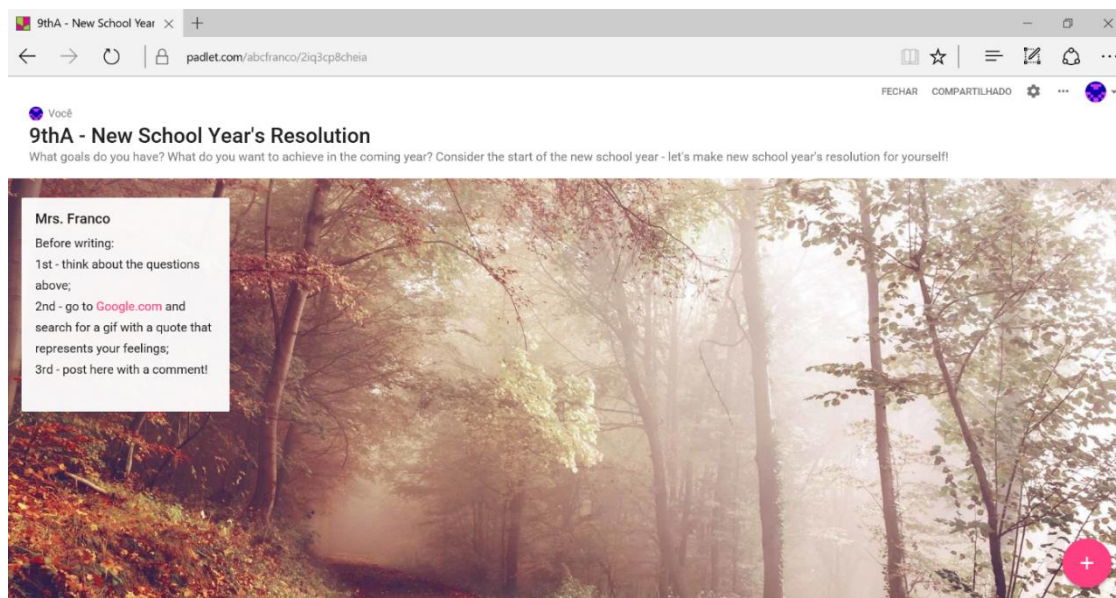 9thA - New School Year
padlet.com/abcfranco/2iq3cp8cheia
FECHAR COMPARTILHADO
Você
9thA - New School Year's Resolution
What goals do you have? What do you want to achieve in the coming year? Consider the start of the new school year - let's make new school year's resolution for yourself!
Mrs. Franco
Before writing:
1st - think about the questions
above;
2nd - go to Google.com and
search for a gif with a quote that
represents your feelings;
3rd - post here with a comment!